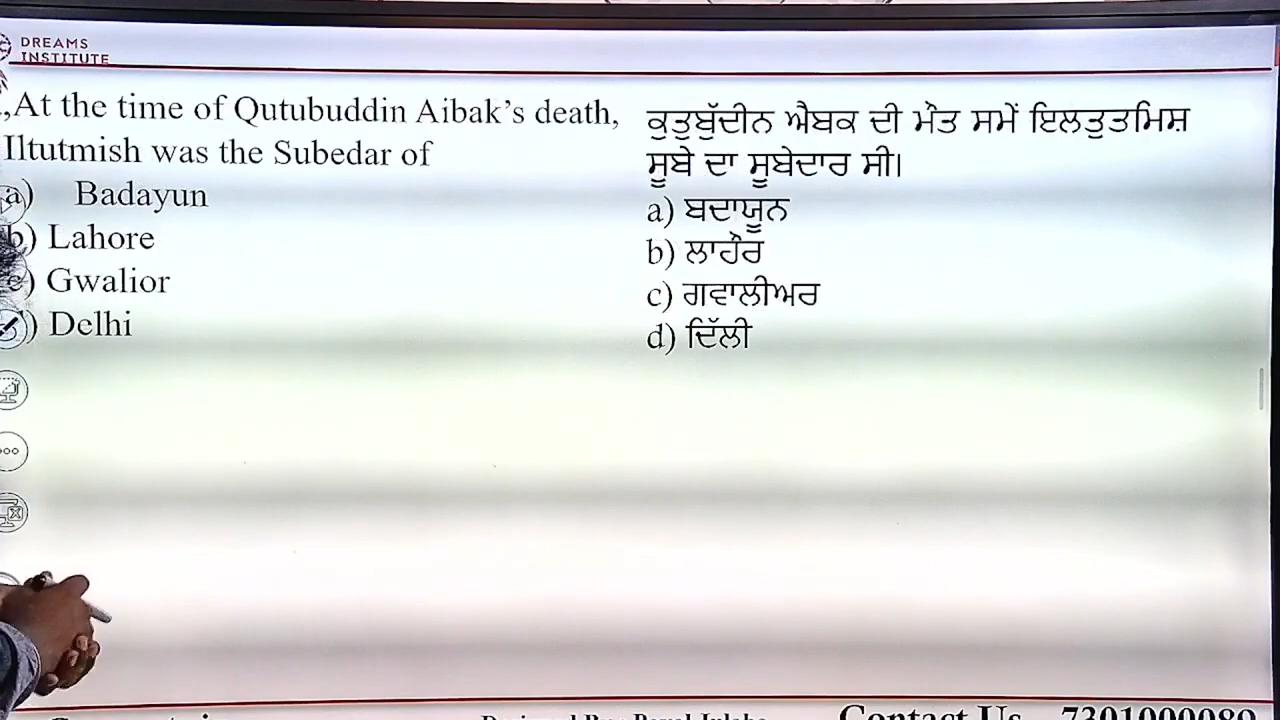 DREAMS
INSTITUTE
At the time of Qutubuddin Aibak’s death,
Iltutmish was the Subedar of
a) Badayun
b) Lahore
c) Gwalior
) Delhi
ਕੁਤੁਬੁੱਦੀਨ ਐਬਕ ਦੀ ਮੌਤ ਸਮੇਂ ਇਲਤੁਤਮਿਸ਼
ਸੂਬੇ ਦਾ ਸੂਬੇਦਾਰ ਸੀ।
a) ਬਦਾਯੂਨ
b) ਲਾਹੌਰ
c) ਗਵਾਲੀਅਰ
d) ਦਿੱਲੀ
Contact Us 7301000089